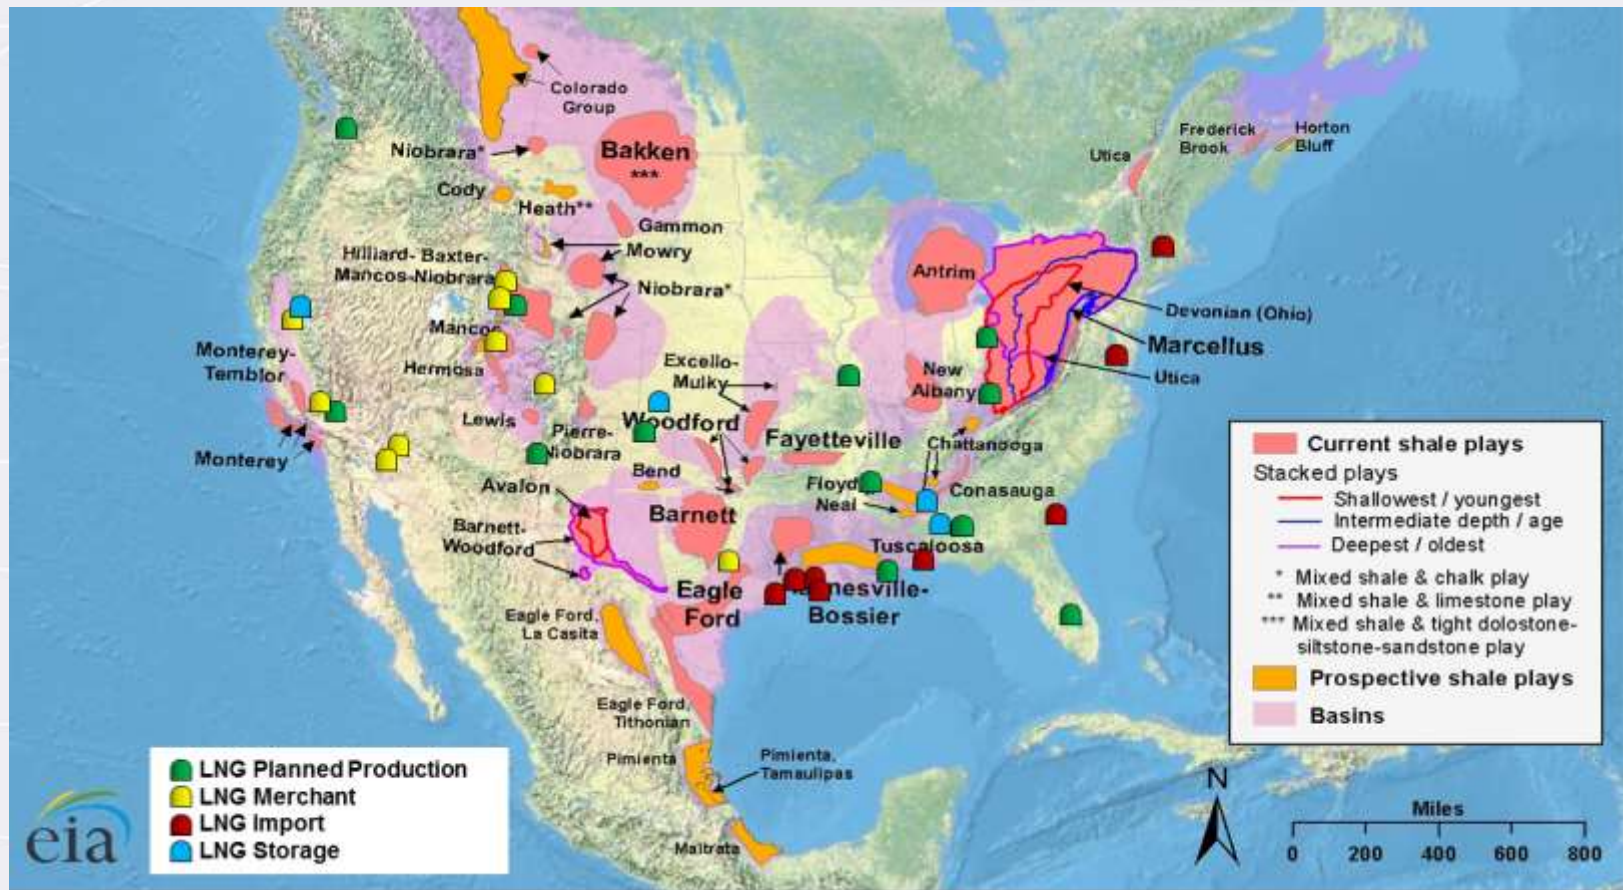 Colorado
Group
Niobrara*
Bakken
***
Cody
Heath**
Gammon
Mowry
Hilliard- Baxter-
Mancos-Niobrara
Niobrara*
Mancos
Hermosa
Monterey-
Temblor
Monterey
Lewis
Pierre-
Niobrara
Excello-
Mulky
Woodford
Bend
Avalon
Barnett-
Woodford
Barnett
Fayetteville
Floyd
Neal
Chattanooga
Conasauga
Tuscaloosa
Eagle
Ford
Bossier
Eagle Ford,
La Casita
Eagle Ford,
Tithonian
Pimienta
Pimienta,
Tamaulipas
Maltrata
Antrim
New
Albany
Devonian (Ohio)
Marcellus
Utica
Utica
Frederick
Brook
Horton
Bluff
Current shale plays
Stacked plays
Shallowest / youngest
Intermediate depth / age
Deepest / oldest
* Mixed shale & chalk play
** Mixed shale & limestone play
*** Mixed shale & tight dolostone-
siltstone-sandstone play
Prospective shale plays
Basins
LNG Planned Production
LNG Merchant
LNG Import
LNG Storage
eia
N
Miles
0 200 400 600 800